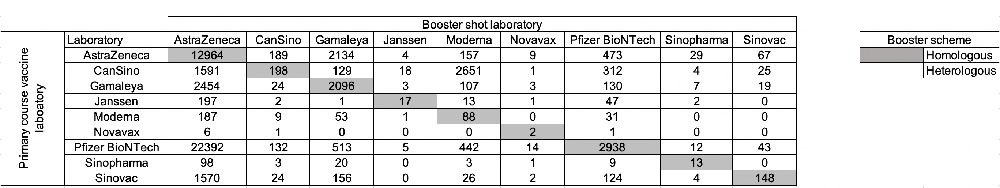 Booster shot laboratory
Laboratory AstraZeneca CanSino Gamaleya Janssen Moderna Novavax Pfizer BioNTech Sinopharma Sinovac
AstraZeneca 12964 189 2134 4 157 9 473 29 67
CanSino 1591 198 129 18 2651 1 312 4 25
Gamaleya 2454 24 2096 3 107 3 130 7 19
Janssen 197 2 1 17 13 1 47 2 0
Moderna 187 9 53 1 88 0 31 0 0
Novavax 6 1 0 0 0 2 1 0 0
Pfizer BioNTech 22392 132 513 5 442 14 2938 12 43
Sinopharma 98 3 20 0 3 1 9 13 0
Sinovac 1570 24 156 0 26 2 124 4 148
Primary course vaccine
laboatory
Booster scheme
Homologous
Heterologous